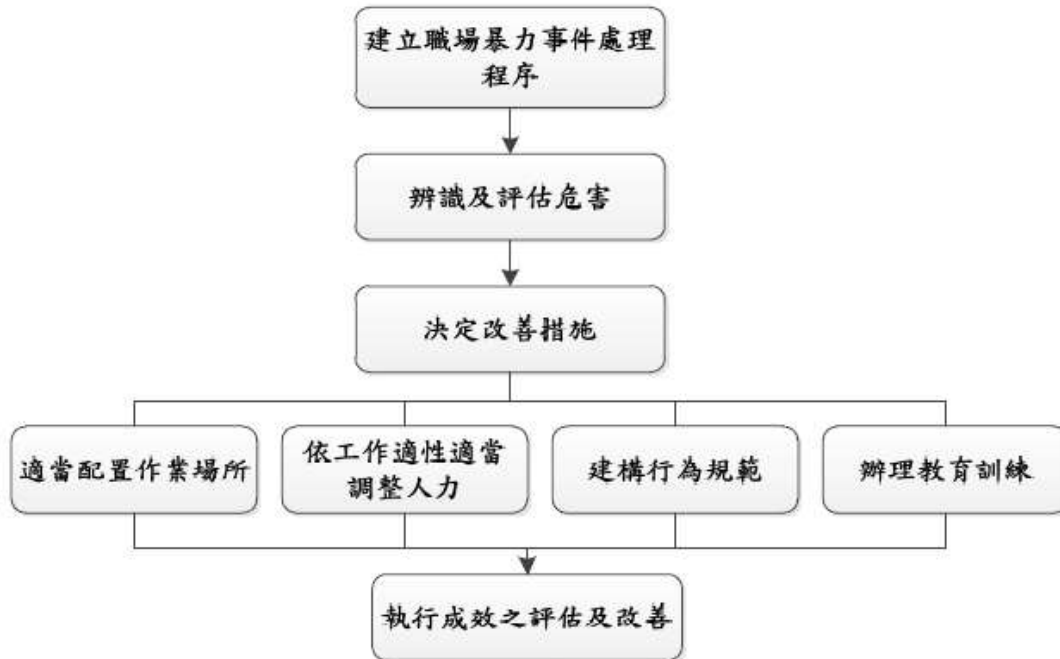 建立職場暴力事件處理
程序
辨識及評估危害
決定改善措施
適當配置作業場所
依工作適性適當
調整人力
建構行為規範
辦理教育訓練
執行成效之評估及改善